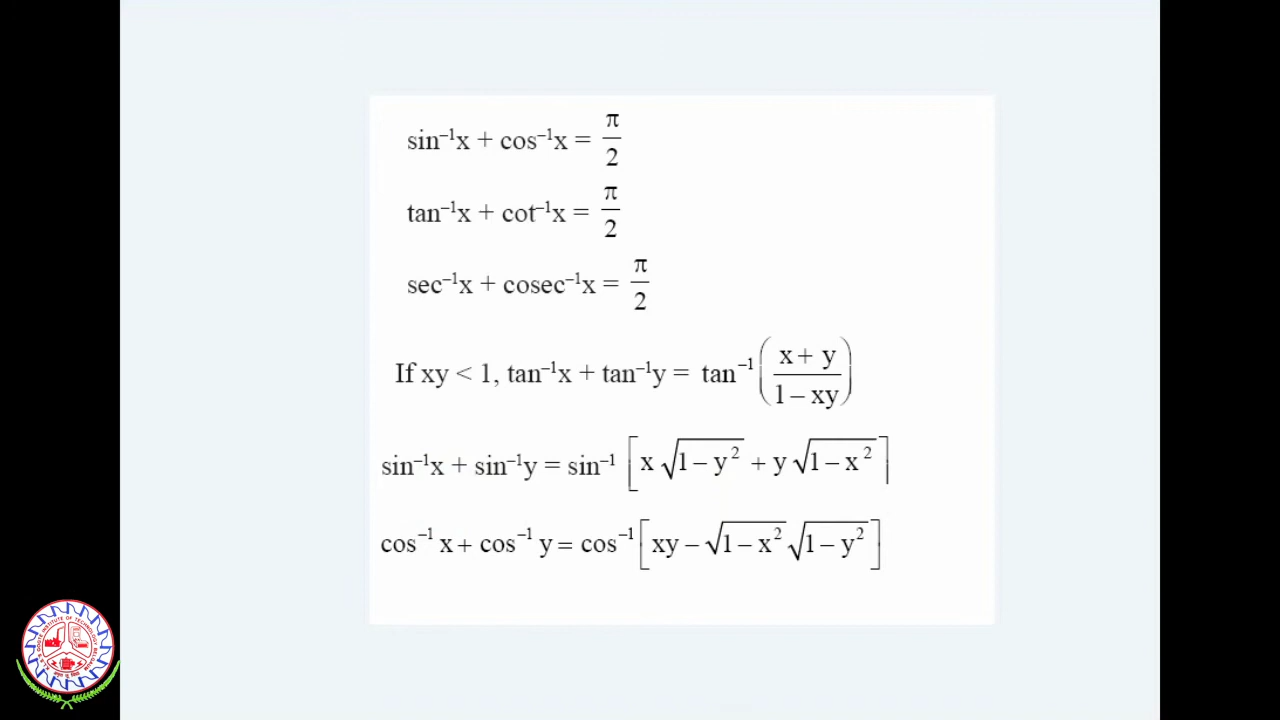 sin⁻¹x + cos⁻¹x = π/2
tan⁻¹x + cot⁻¹x = π/2
sec⁻¹x + cosec⁻¹x = π/2
If xy < 1, tan⁻¹x + tan⁻¹y = tan⁻¹ ((x + y)/(1 – xy))
sin⁻¹x + sin⁻¹y = sin⁻¹ [x √(1 – y²) + y √(1 – x²)]
cos⁻¹ x + cos⁻¹ y = cos⁻¹ [xy – √(1 – x²) √(1 – y²)]